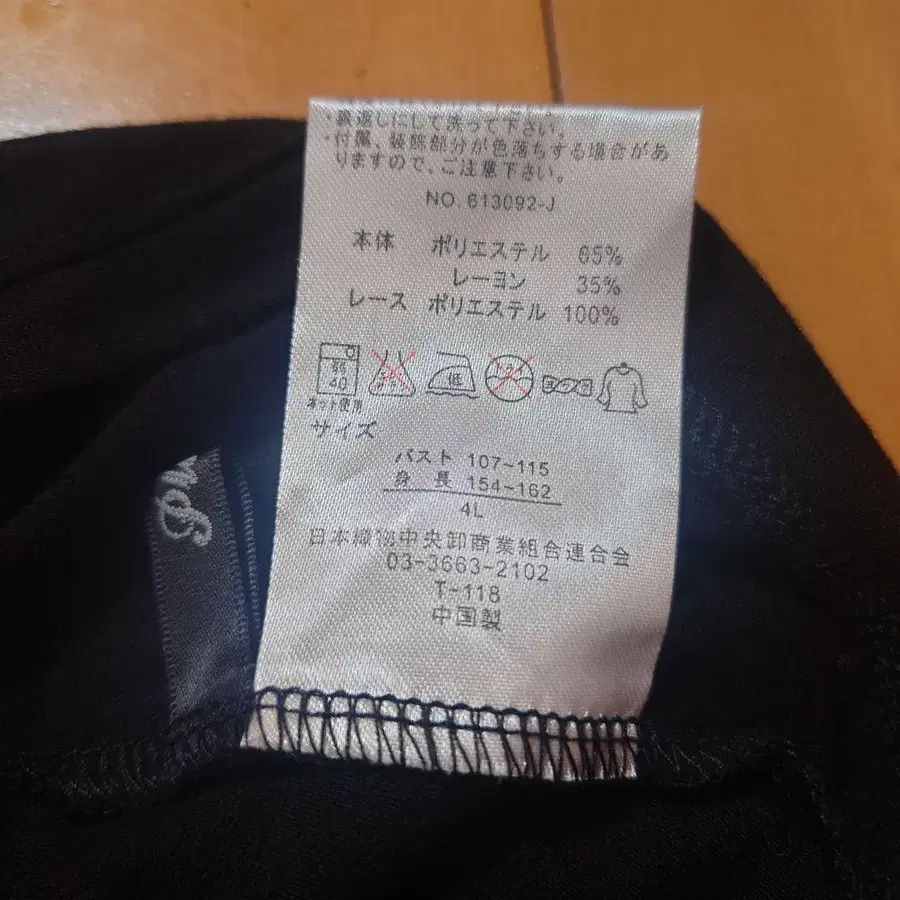 ・裏返しにして洗って下さい。
・付属、装飾部分が色落ちする場合があ
りますので、ご注意下さい。
NO. 613092-J
本体 ポリエステル 65%
レーヨン 35%
レース ポリエステル 100%
40
低
ネット使用
サイズ
バスト 107~115
身 長 154~162
4L
日本織物中央卸商業組合連合会
03-3663-2102
T-118
中国製